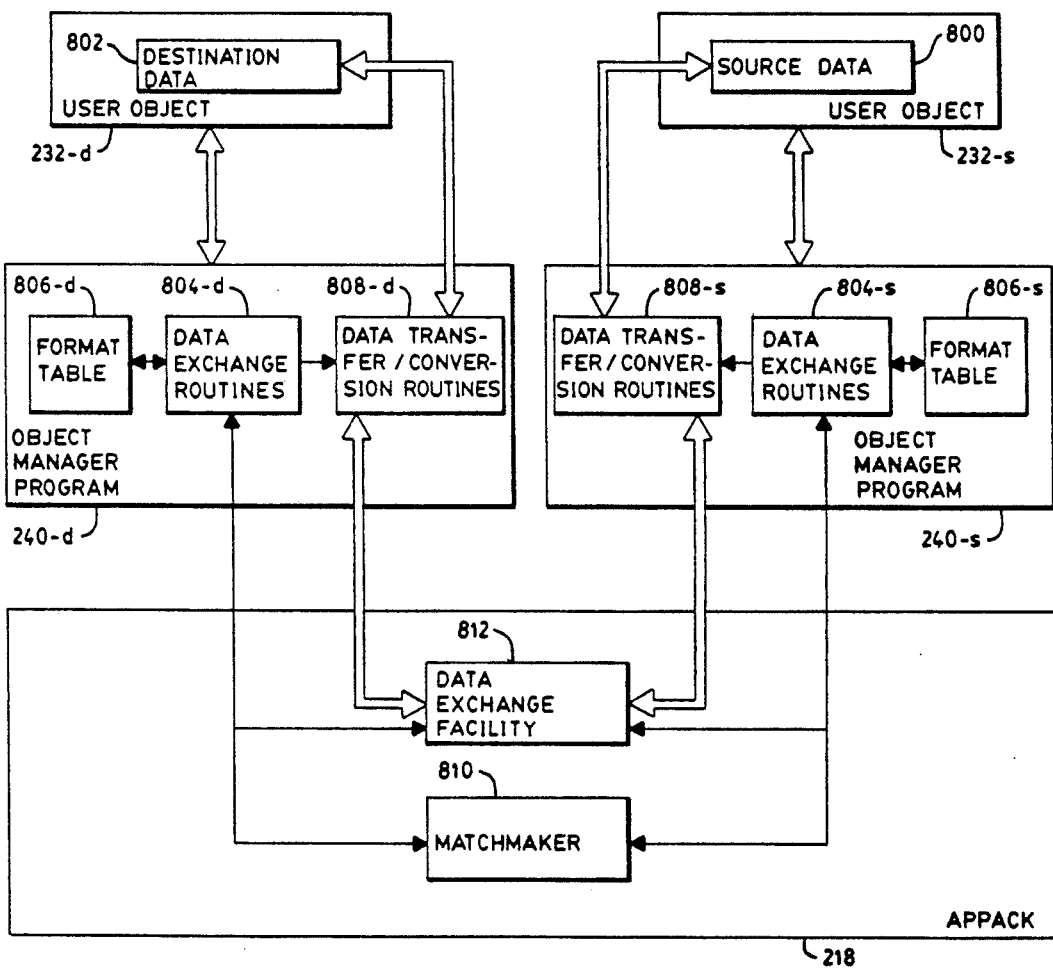 802
DESTINATION
DATA
USER OBJECT
232-d
800
SOURCE DATA
USER OBJECT
232-s
806-d
804-d
808-d
FORMAT
TABLE
DATA
EXCHANGE
ROUTINES
DATA TRANS-
FER/CONVER-
SION ROUTINES
OBJECT
MANAGER
PROGRAM
240-d
808-s
804-s
806-s
DATA TRANS-
FER/CONVER-
SION ROUTINES
DATA
EXCHANGE
ROUTINES
FORMAT
TABLE
OBJECT
MANAGER
PROGRAM
240-s
812
DATA
EXCHANGE
FACILITY
810
MATCHMAKER
APPACK
218